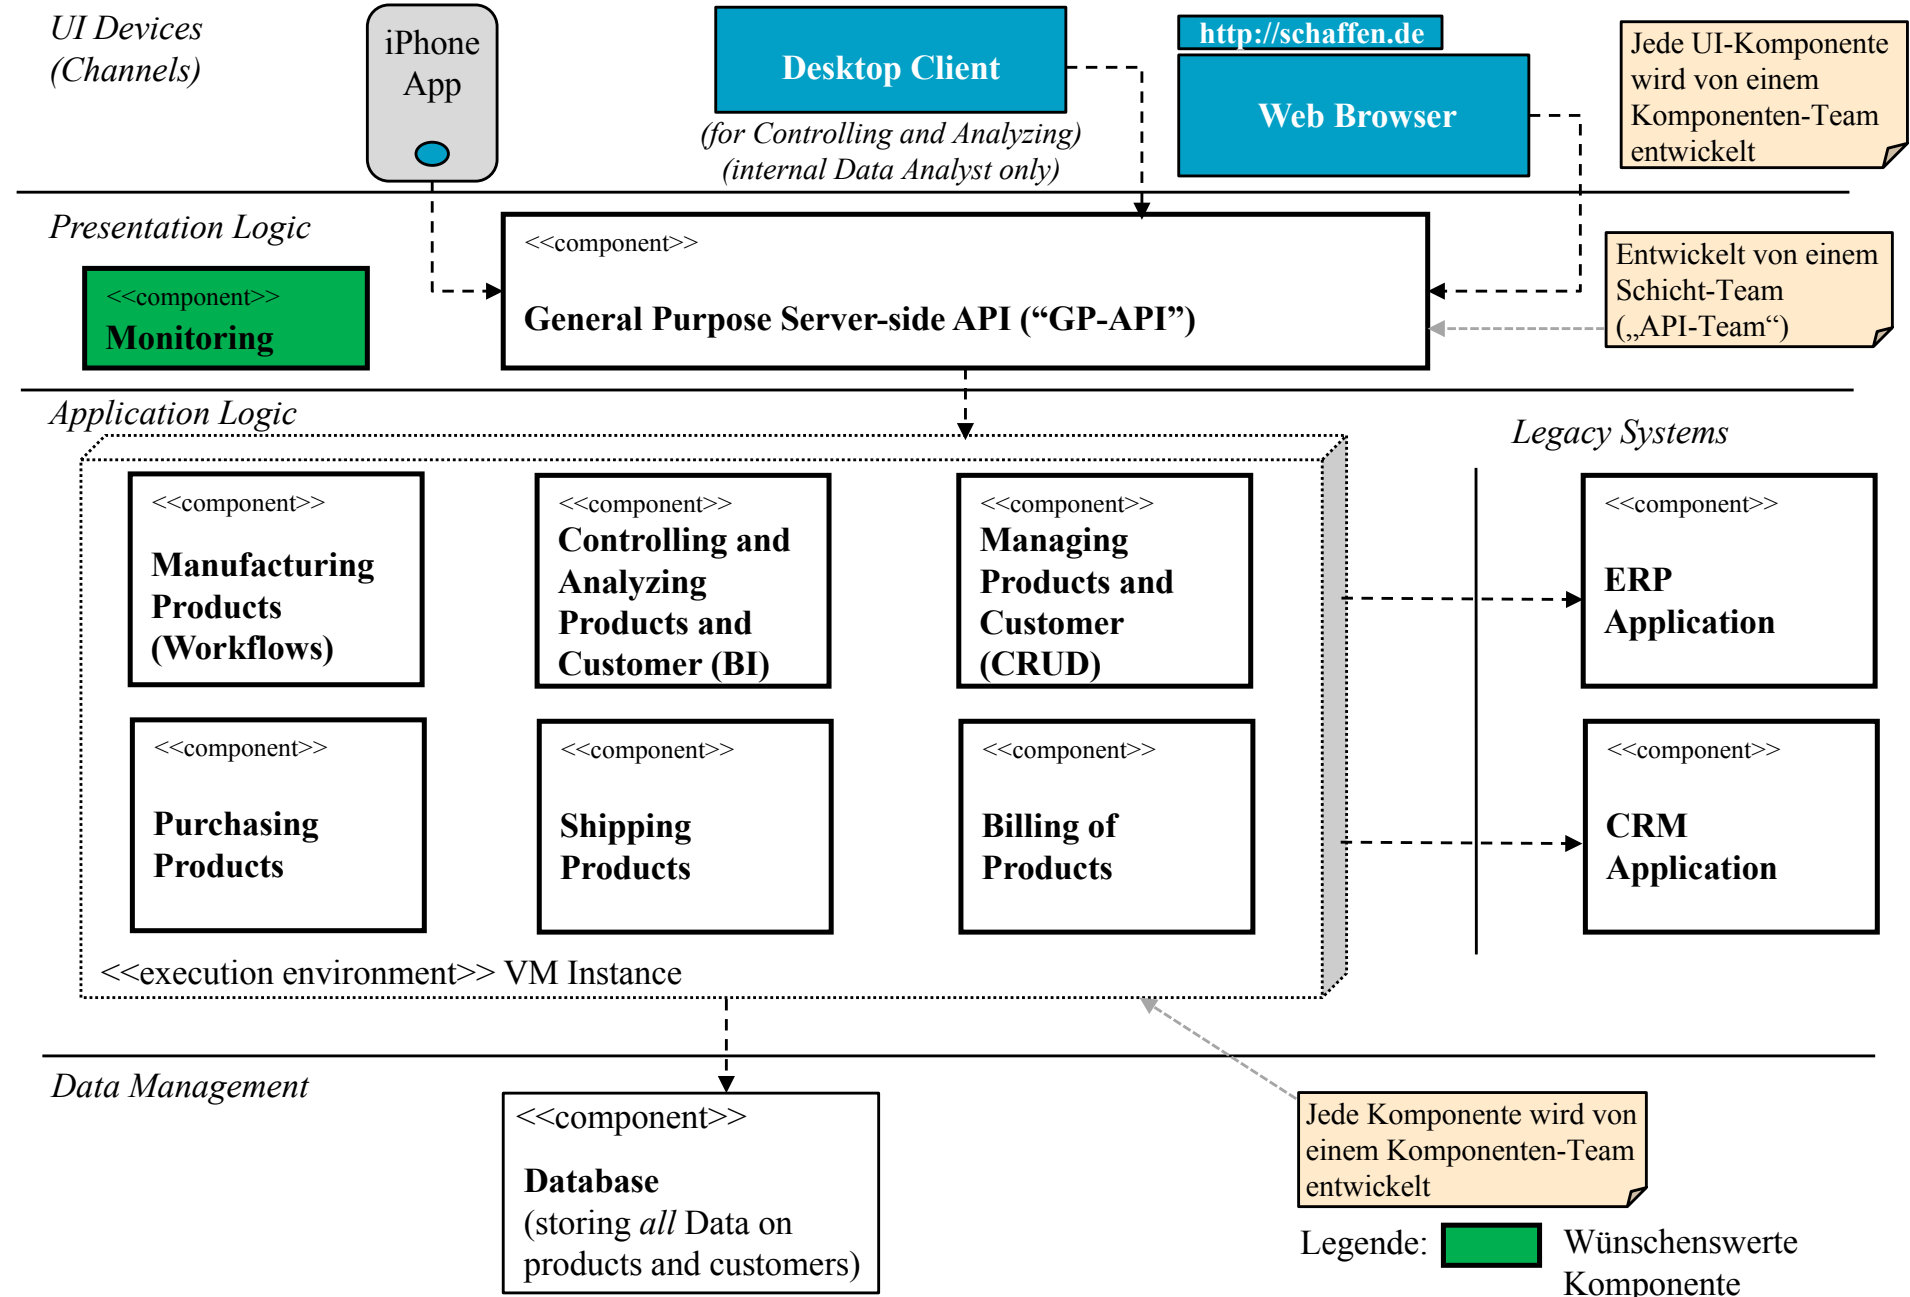 UI Devices
(Channels)
iPhone
App
Desktop Client
(for Controlling and Analyzing)
(internal Data Analyst only)
http://schaffen.de
Web Browser
Jede UI-Komponente
wird von einem
Komponenten-Team
entwickelt
Presentation Logic
<<component>>
Monitoring
<<component>>
General Purpose Server-side API (“GP-API”)
Entwickelt von einem
Schicht-Team
(„API-Team“)
Application Logic
Legacy Systems
<<component>>
Manufacturing
Products
(Workflows)
<<component>>
Controlling and
Analyzing
Products and
Customer (BI)
<<component>>
Managing
Products and
Customer
(CRUD)
<<component>>
ERP
Application
<<component>>
Purchasing
Products
<<component>>
Shipping
Products
<<component>>
Billing of
Products
<<component>>
CRM
Application
<<execution environment>> VM Instance
Data Management
<<component>>
Database
(storing all Data on
products and customers)
Jede Komponente wird von
einem Komponenten-Team
entwickelt
Legende:
Wünschenswerte
Komponente